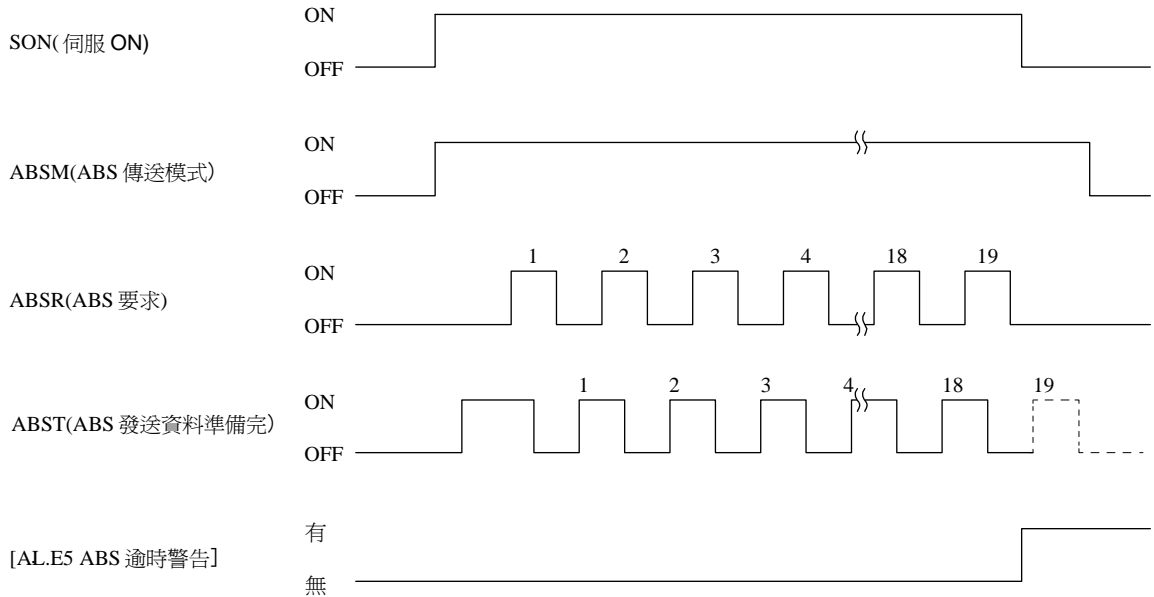 ON
SON( 伺服 ON)
OFF
ON
ABSM(ABS 傳送模式)
OFF
1 2 3 4 18 19
ON
ABSR(ABS 要求)
OFF
1 2 3 4 18 19
ON
ABST(ABS 發送資料準備完)
OFF
有
[AL.E5 ABS 逾時警告]
無